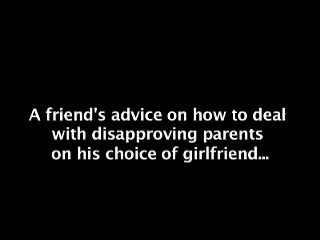 A friend's advice on how to deal
with disapproving parents
on his choice of girlfriend...